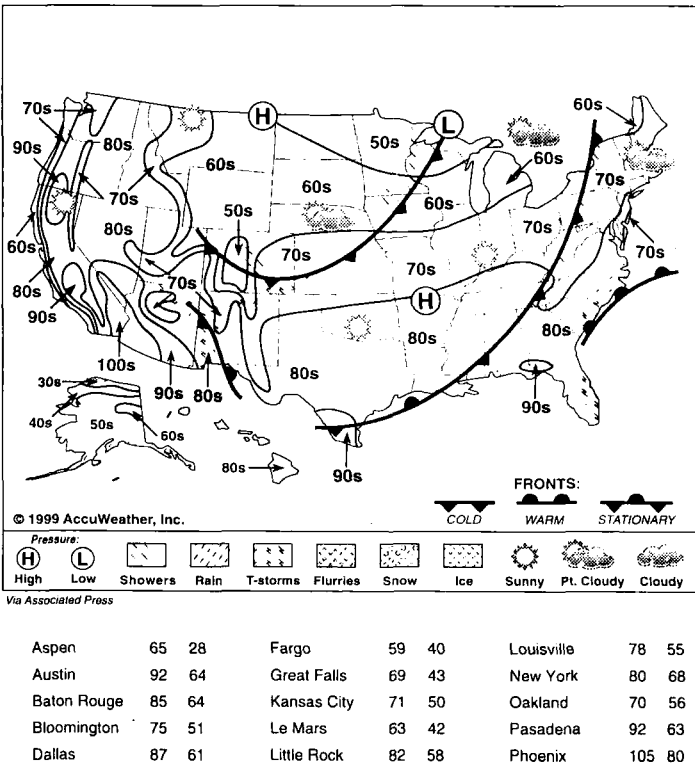 H
L
60s
70s
50s
60s
90s
80s
60s
70s
60s
60s
70s
60s
50s
80s
60s
70s
70s
70s
80s
70s
70s
H
90s
80s
80s
80s
100s
90s
80s
90s
30s
40s
50s
60s
80s
90s
FRONTS:
© 1999 AccuWeather, Inc.
COLD WARM STATIONARY
Pressure:
H L
High Low Showers Rain T-storms Flurries Snow Ice Sunny Pt. Cloudy Cloudy
Via Associated Press
Aspen 65 28 Fargo 59 40 Louisville 78 55
Austin 92 64 Great Falls 69 43 New York 80 68
Baton Rouge 85 64 Kansas City 71 50 Oakland 70 56
Bloomington 75 51 Le Mars 63 42 Pasadena 92 63
Dallas 87 61 Little Rock 82 58 Phoenix 105 80